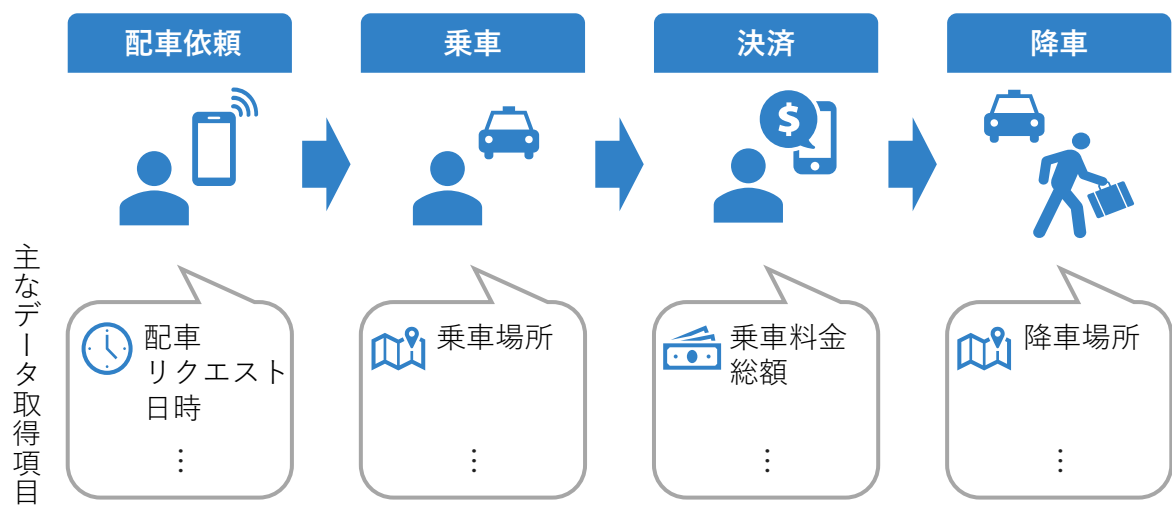 配車依頼
乗車
決済
降車
$
主なデータ取得項目
配車
リクエスト
日時
⋮
乗車場所
⋮
乗車料金
総額
⋮
降車場所
⋮